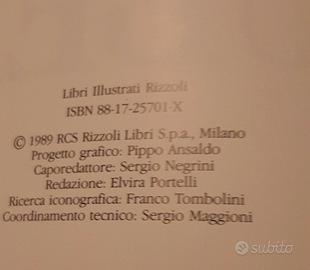 Libri Illustrati Rizzoli
ISBN 88-17-25701-X
© 1989 RCS Rizzoli Libri S.p.a., Milano
Progetto grafico: Pippo Ansaldo
Caporedattore: Sergio Negrini
Redazione: Elvira Portelli
Ricerca iconografica: Franco Tombolini
Coordinamento tecnico: Sergio Maggioni
subito